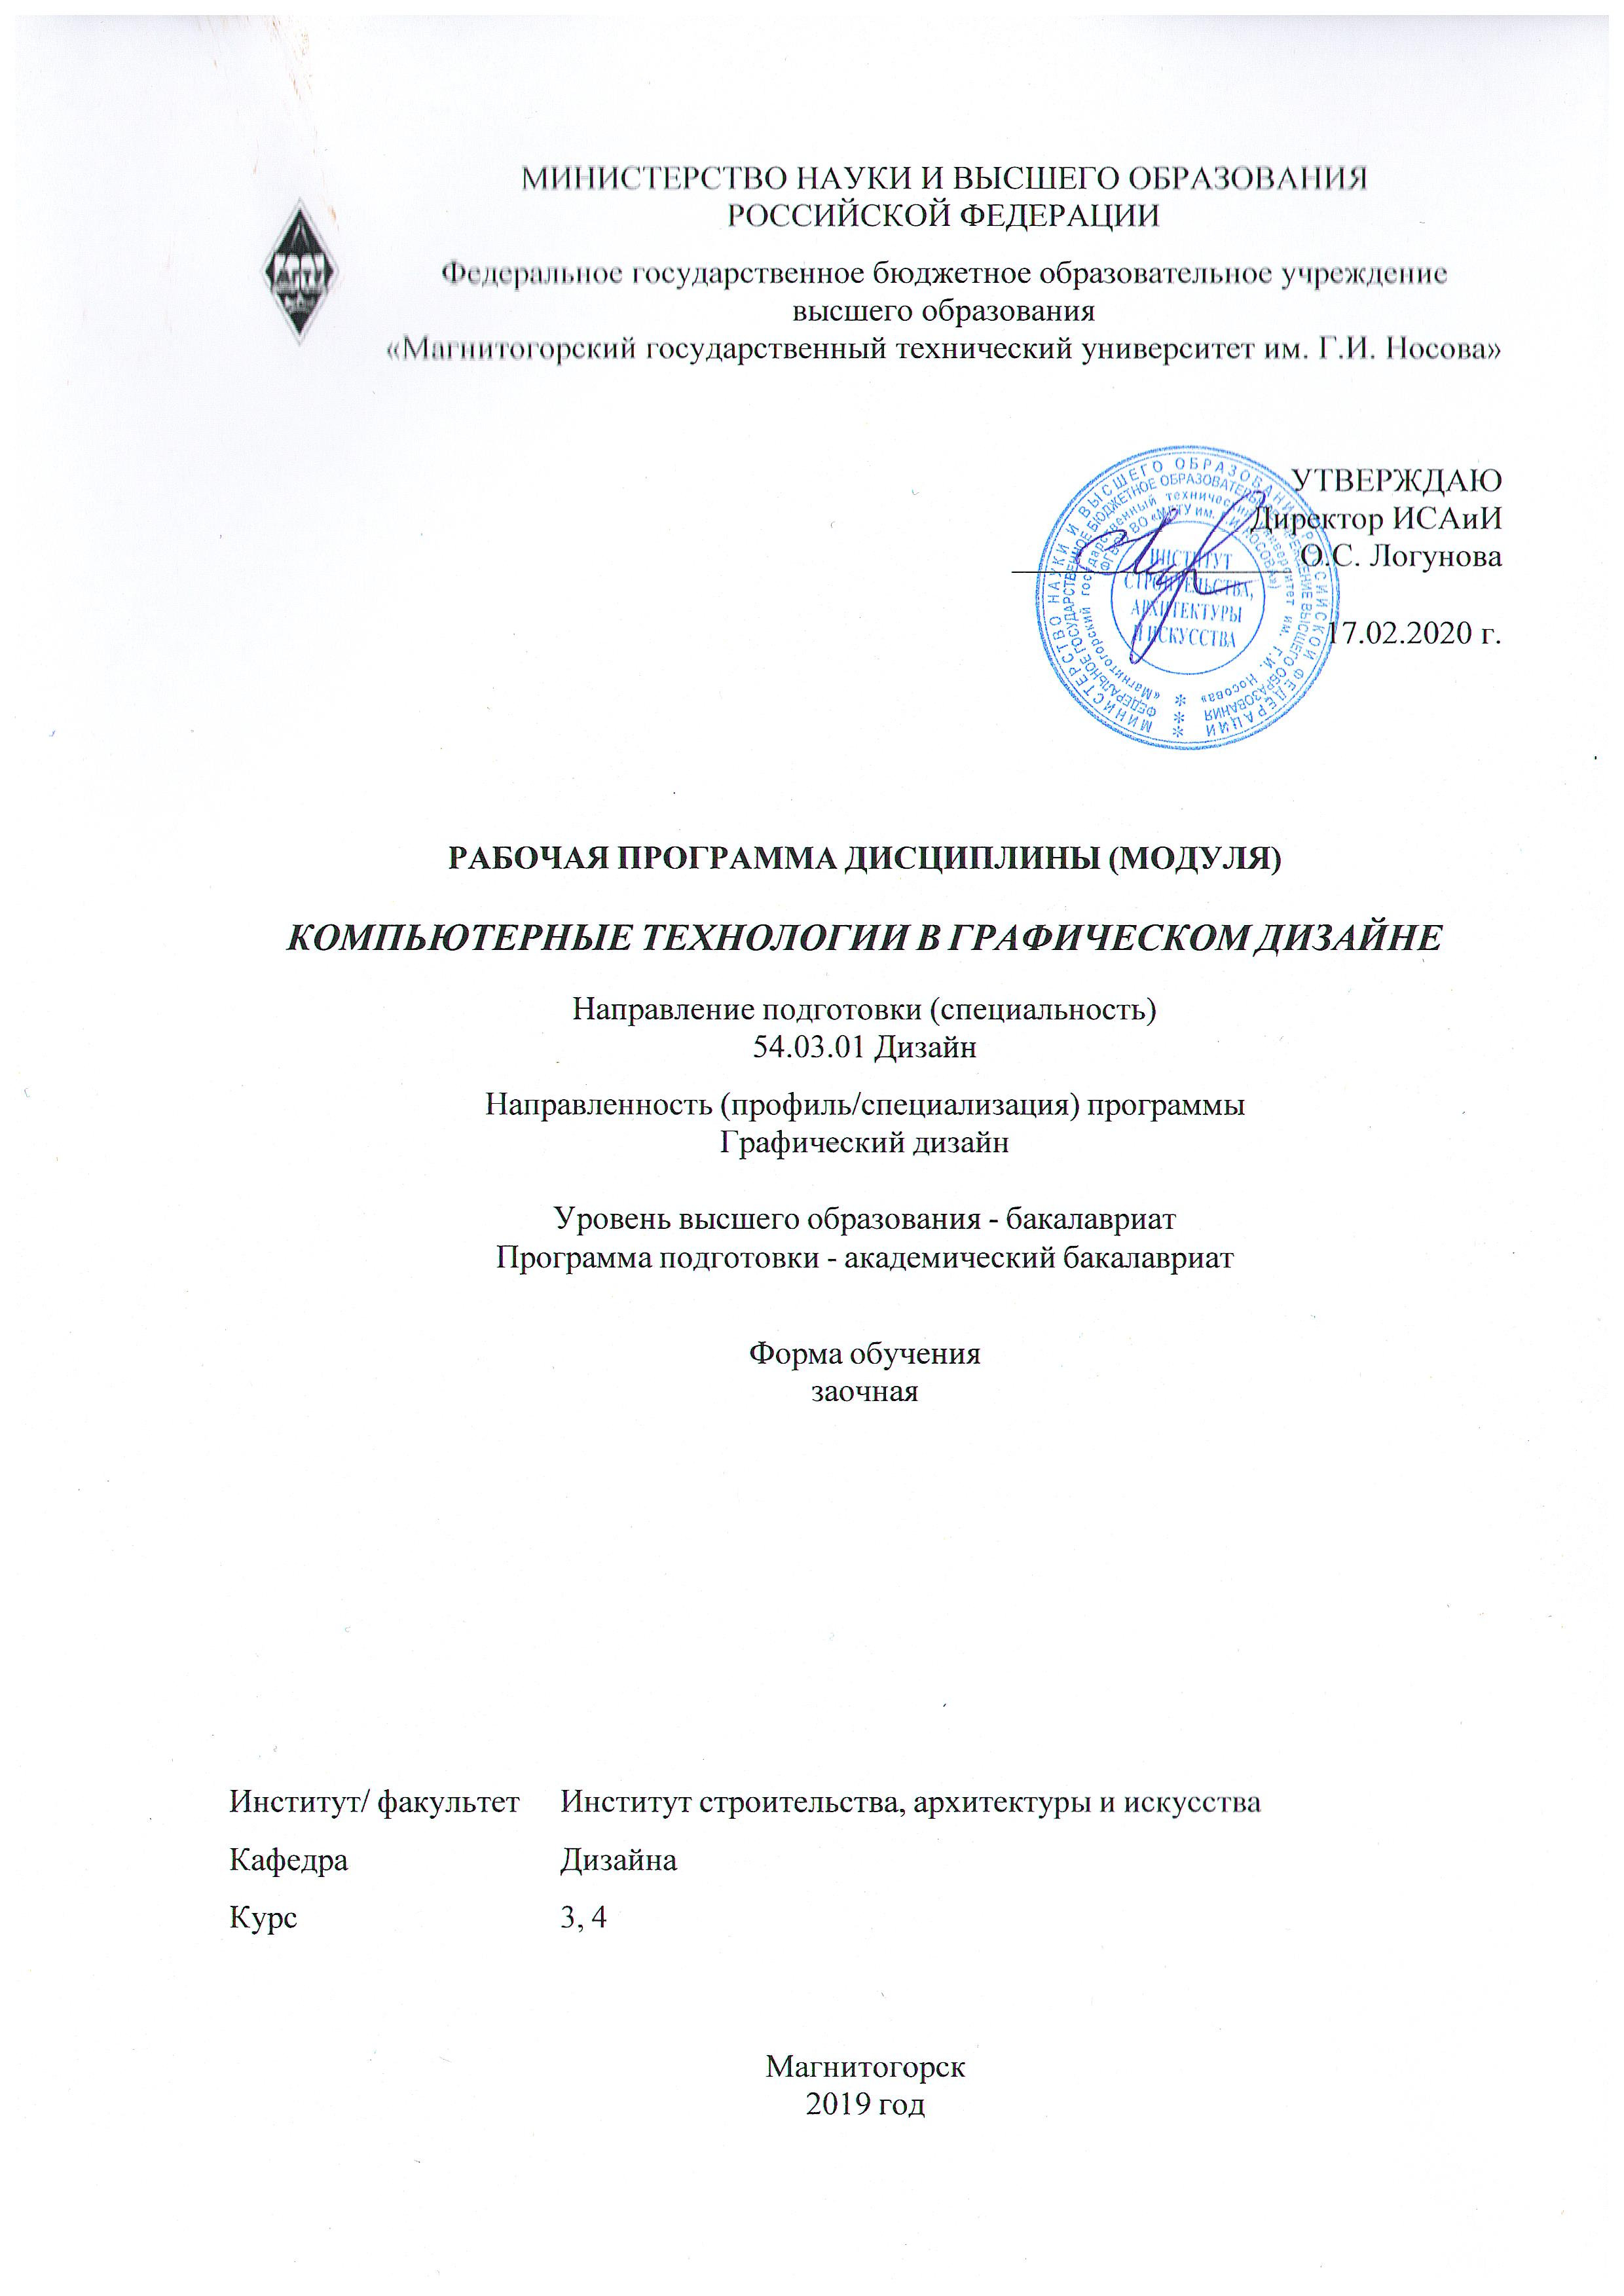 МИНИСТЕРСТВО НАУКИ И ВЫСШЕГО ОБРАЗОВАНИЯ
РОССИЙСКОЙ ФЕДЕРАЦИИ
Федеральное государственное бюджетное образовательное учреждение
высшего образования
«Магнитогорский государственный технический университет им. Г.И. Носова»
УТВЕРЖДАЮ
Директор ИСАиИ
О.С. Логунова
17.02.2020 г.
ИНСТИТУТ
СТРОИТЕЛЬСТВА,
АРХИТЕКТУРЫ
И ИСКУССТВА
РАБОЧАЯ ПРОГРАММА ДИСЦИПЛИНЫ (МОДУЛЯ)
КОМПЬЮТЕРНЫЕ ТЕХНОЛОГИИ В ГРАФИЧЕСКОМ ДИЗАЙНЕ
Направление подготовки (специальность)
54.03.01 Дизайн
Направленность (профиль/специализация) программы
Графический дизайн
Уровень высшего образования - бакалавриат
Программа подготовки - академический бакалавриат
Форма обучения
заочная
Институт/ факультет Институт строительства, архитектуры и искусства
Кафедра Дизайна
Курс 3, 4
Магнитогорск
2019 год